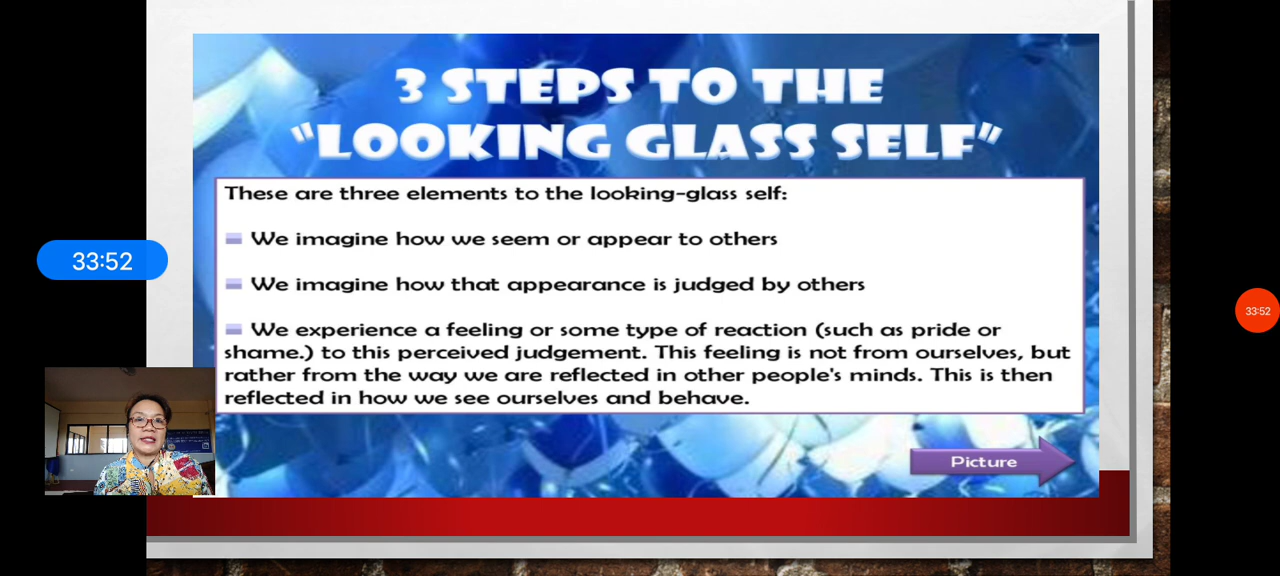 3 STEPS TO THE
"LOOKING GLASS SELF"
These are three elements to the looking-glass self:
We imagine how we seem or appear to others
We imagine how that appearance is judged by others
We experience a feeling or some type of reaction (such as pride or
shame.) to this perceived judgement. This feeling is not from ourselves, but
rather from the way we are reflected in other people's minds. This is then
reflected in how we see ourselves and behave.
Picture
33:52
33:52